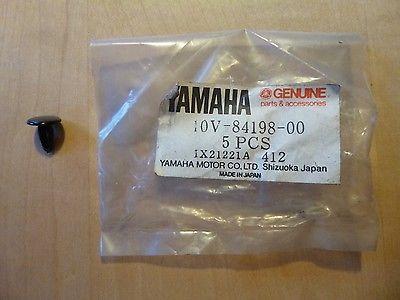 YAMAHA GENUINE
parts & accessories
10V-84198-00
5 PCS
1X21221A 412
YAMAHA MOTOR CO., LTD. Shizuoka Japan
MADE IN JAPAN